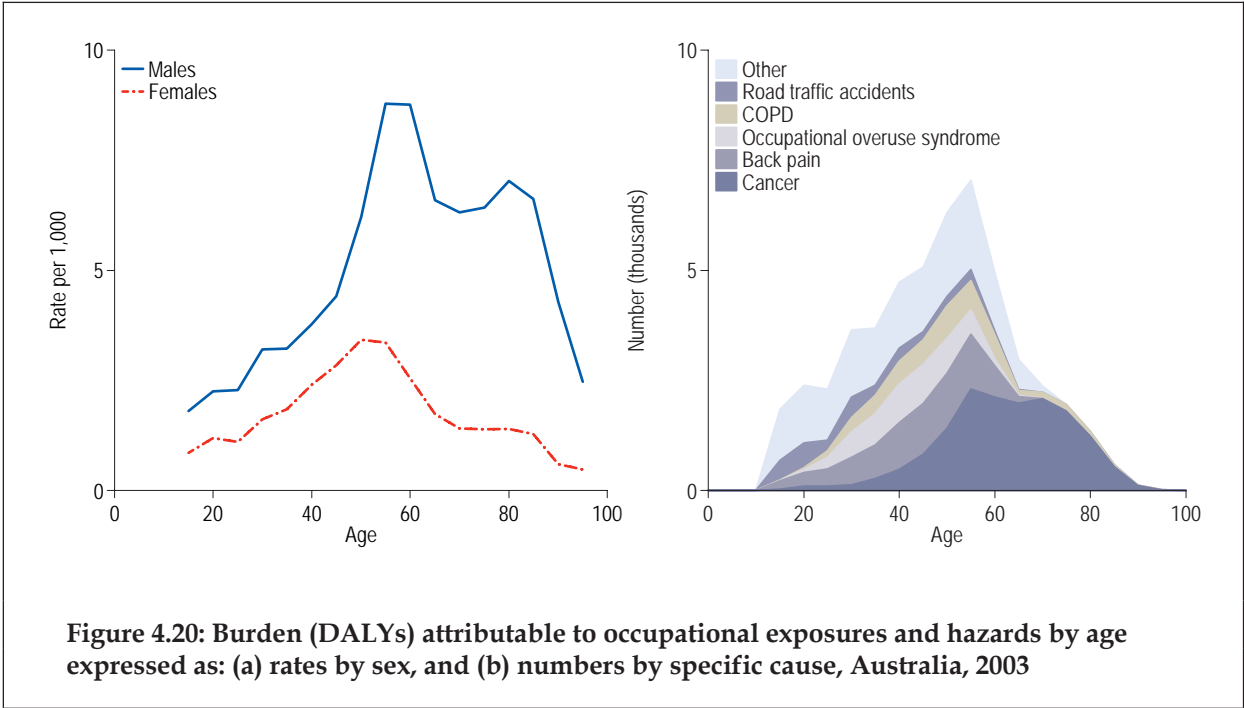 10
Males
Females
5
0
Rate per 1,000
0 20 40 60 80 100
Age
10
Other
Road traffic accidents
COPD
Occupational overuse syndrome
Back pain
Cancer
5
0
Number (thousands)
0 20 40 60 80 100
Age
Figure 4.20: Burden (DALYs) attributable to occupational exposures and hazards by age
expressed as: (a) rates by sex, and (b) numbers by specific cause, Australia, 2003